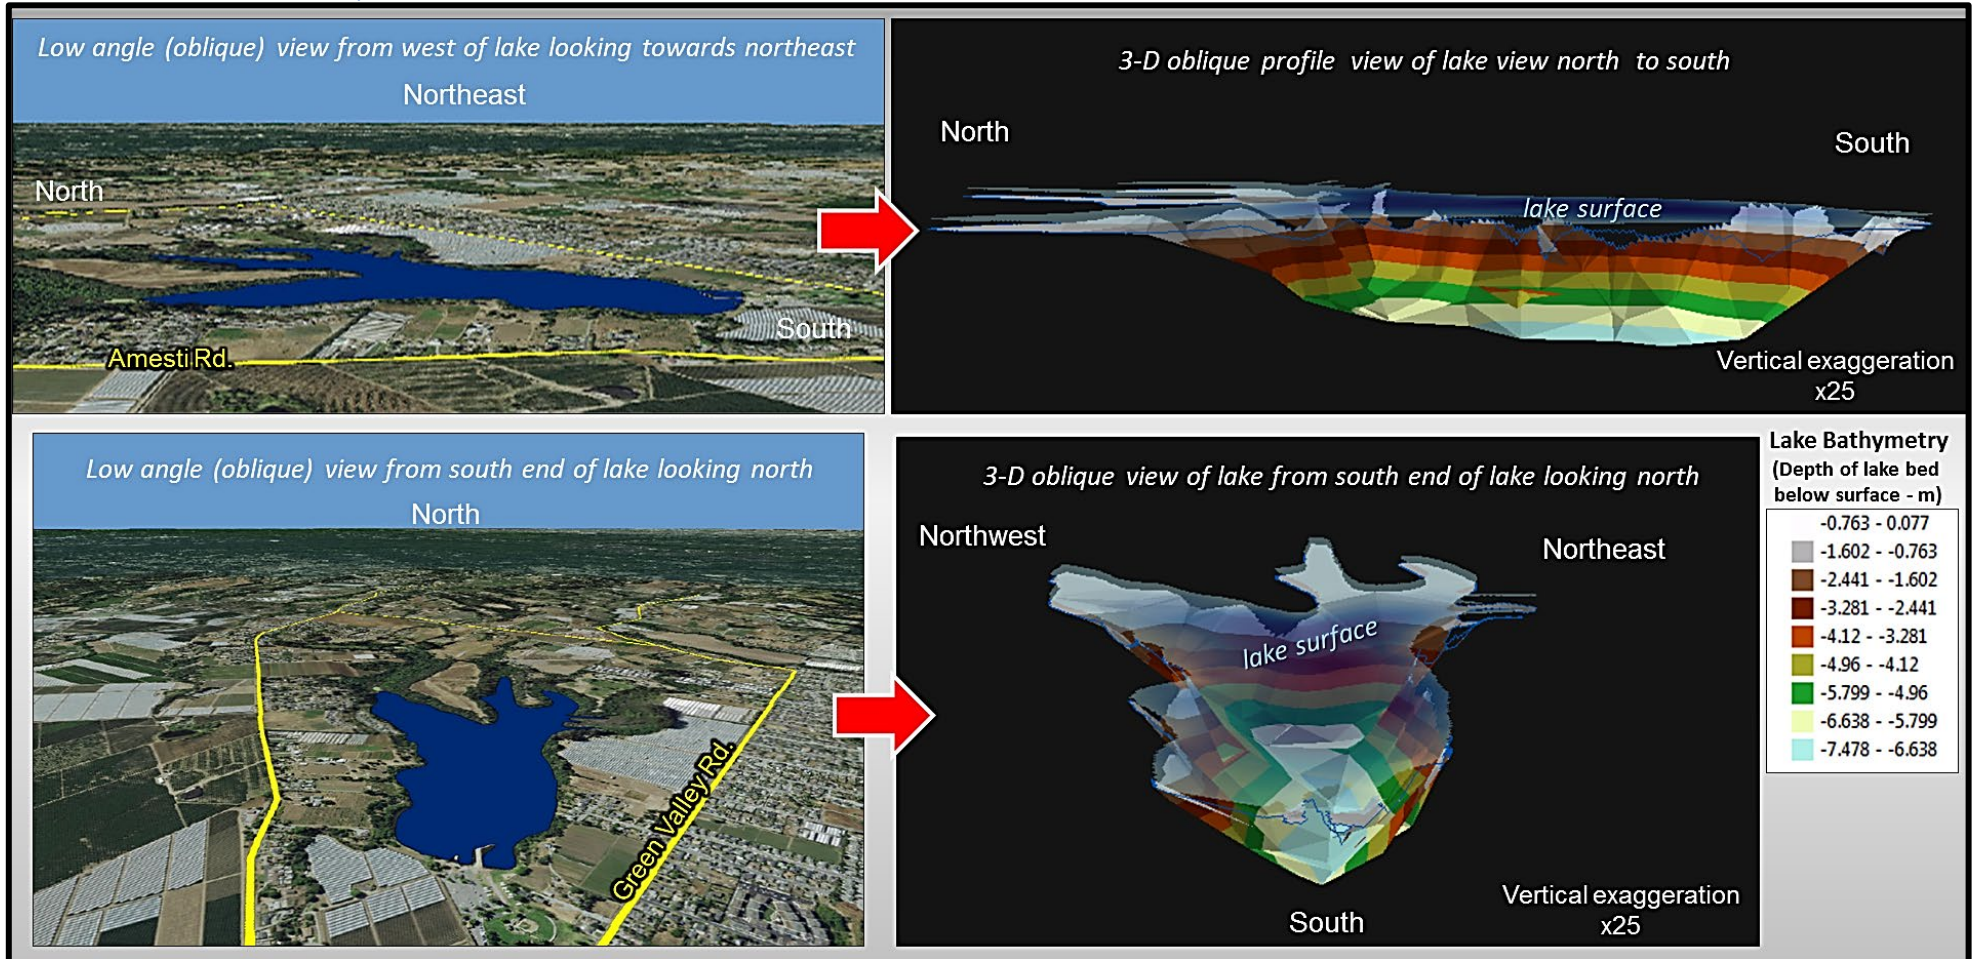 Low angle (oblique) view from west of lake looking towards northeast
Northeast
North
South
Amesti Rd.
3-D oblique profile view of lake view north to south
North
South
lake surface
Vertical exaggeration
x25
Low angle (oblique) view from south end of lake looking north
North
Green Valley Rd.
3-D oblique view of lake from south end of lake looking north
Northwest
Northeast
lake surface
Vertical exaggeration
x25
South
Lake Bathymetry
(Depth of lake bed
below surface - m)
-0.763 - 0.077
-1.602 - -0.763
-2.441 - -1.602
-3.281 - -2.441
-4.12 - -3.281
-4.96 - -4.12
-5.799 - -4.96
-6.638 - -5.799
-7.478 - -6.638